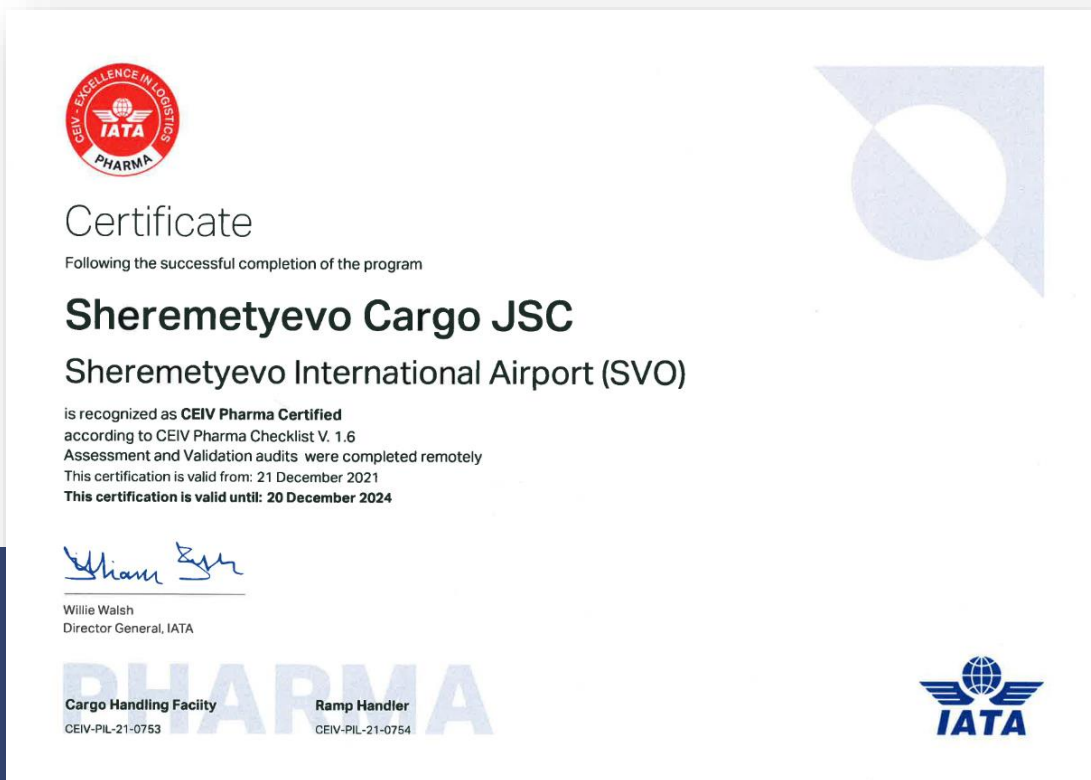 CEIV - EXCELLENCE IN LOGISTICS
IATA
PHARMA
Certificate
Following the successful completion of the program
Sheremetyevo Cargo JSC
Sheremetyevo International Airport (SVO)
is recognized as CEIV Pharma Certified
according to CEIV Pharma Checklist V. 1.6
Assessment and Validation audits were completed remotely
This certification is valid from: 21 December 2021
This certification is valid until: 20 December 2024
Willie Walsh
Director General, IATA
PHARMA
Cargo Handling Faciity Ramp Handler
CEIV-PIL-21-0753 CEIV-PIL-21-0754
IATA